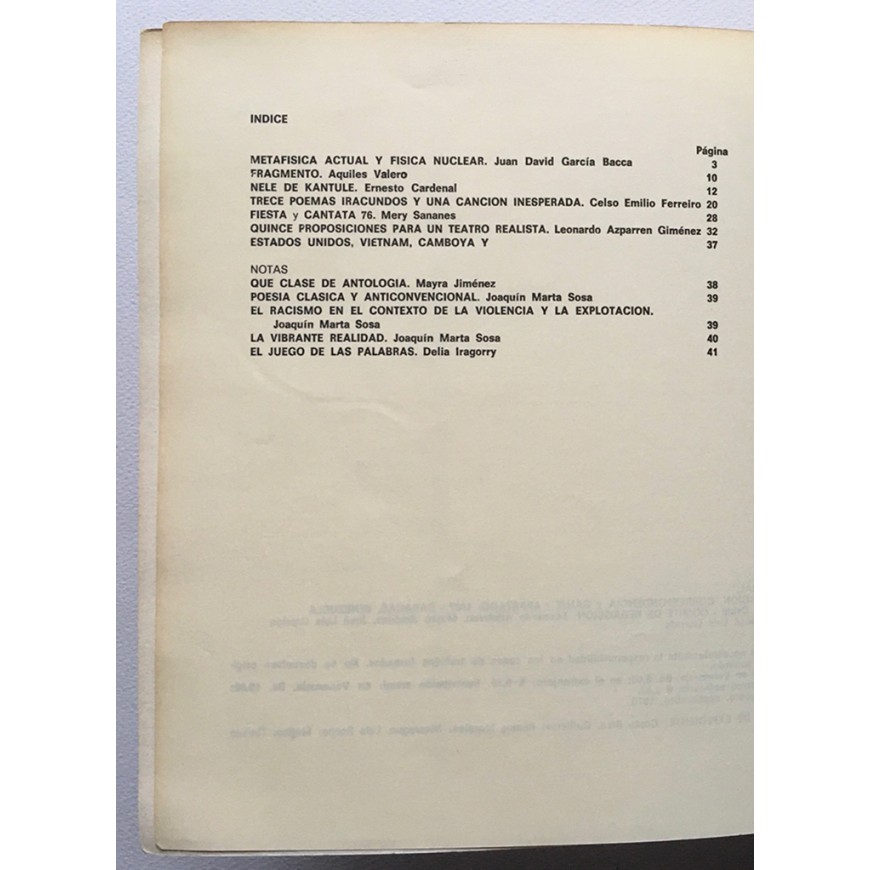 INDICE
Página
METAFISICA ACTUAL Y FISICA NUCLEAR. Juan David García Bacca 3
FRAGMENTO. Aquiles Valero 10
NELE DE KANTULE. Ernesto Cardenal 12
TRECE POEMAS IRACUNDOS Y UNA CANCION INESPERADA. Celso Emilio Ferreiro 20
FIESTA y CANTATA 76. Mery Sananes 28
QUINCE PROPOSICIONES PARA UN TEATRO REALISTA. Leonardo Azparren Giménez 32
ESTADOS UNIDOS, VIETNAM, CAMBOYA Y 37
NOTAS
QUE CLASE DE ANTOLOGIA. Mayra Jiménez 38
POESIA CLASICA Y ANTICONVENCIONAL. Joaquín Marta Sosa 39
EL RACISMO EN EL CONTEXTO DE LA VIOLENCIA Y LA EXPLOTACION.
Joaquín Marta Sosa 39
LA VIBRANTE REALIDAD. Joaquín Marta Sosa 40
EL JUEGO DE LAS PALABRAS. Delia Iragorry 41